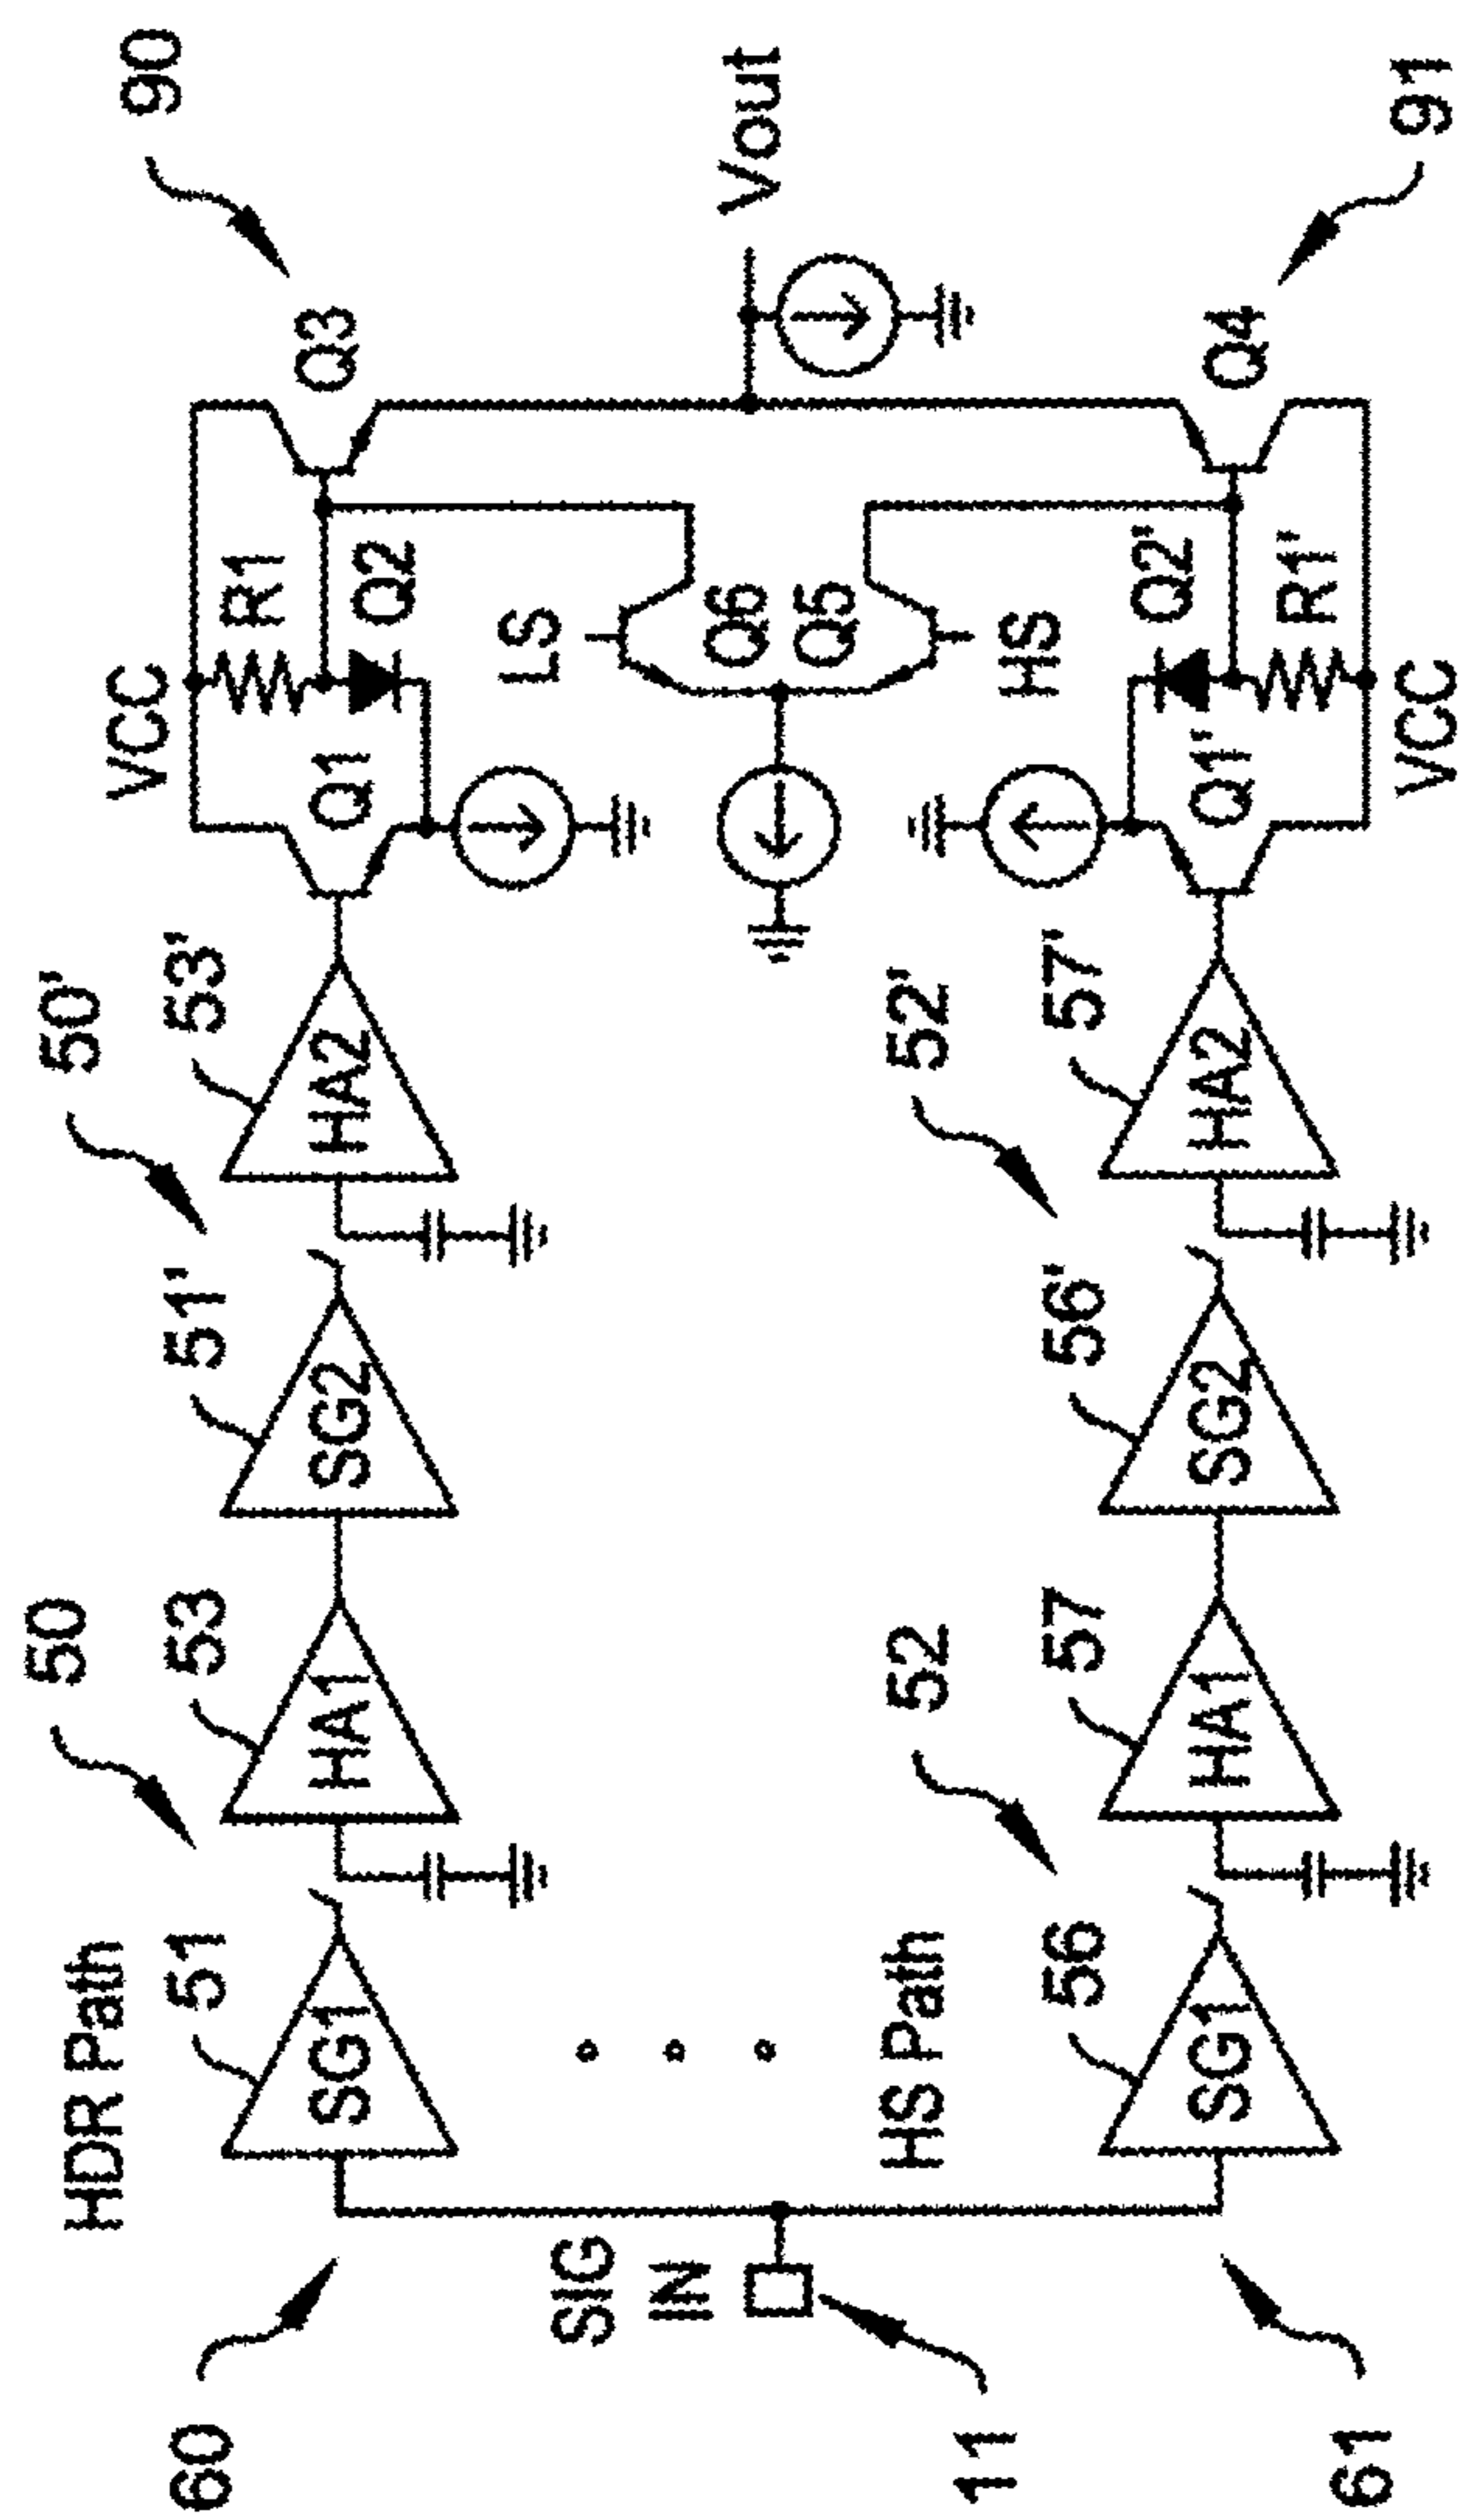 50 50'
HDR Path
VCC 90
60 51 53 51' 53'
R1
SG1 HA1 SG2 HA2 Q1 Q3
Q2
LS
SIG
IN
Q6 Vout
Q5
HS Path 52 52'
11 HS
56 57 56' 57'
Q2'
SG1 HA1 SG2 HA2 Q1' Q4
R1'
61 VCC 91